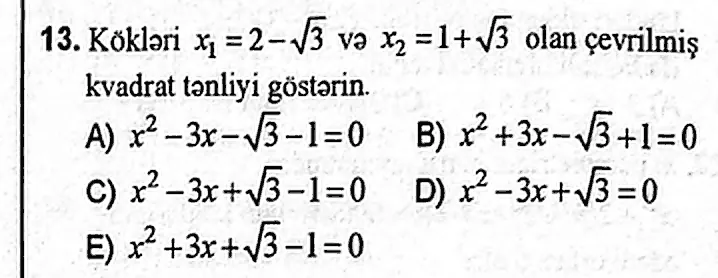 13. Kökləri x₁ = 2 − √3 və x₂ = 1 + √3 olan çevrilmiş
kvadrat tənliyi göstərin.
A) x² − 3x − √3 − 1 = 0 B) x² + 3x − √3 + 1 = 0
C) x² − 3x + √3 − 1 = 0 D) x² − 3x + √3 = 0
E) x² + 3x + √3 − 1 = 0